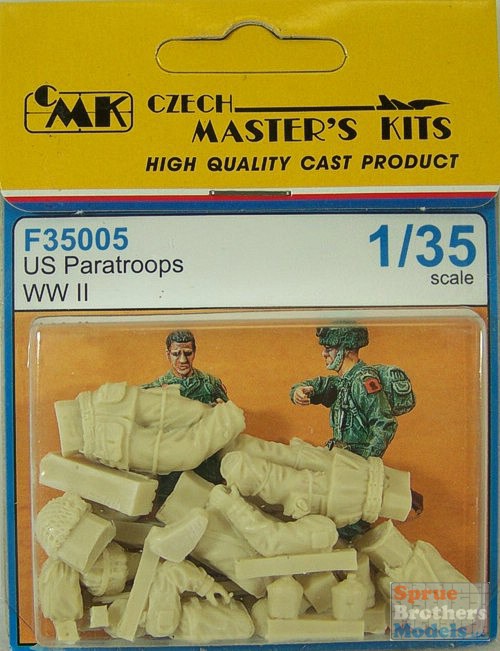 CMK
CZECH
MASTER'S KITS
HIGH QUALITY CAST PRODUCT
F35005
US Paratroops
WW II
1/35
scale
Sprue
Brothers
Models